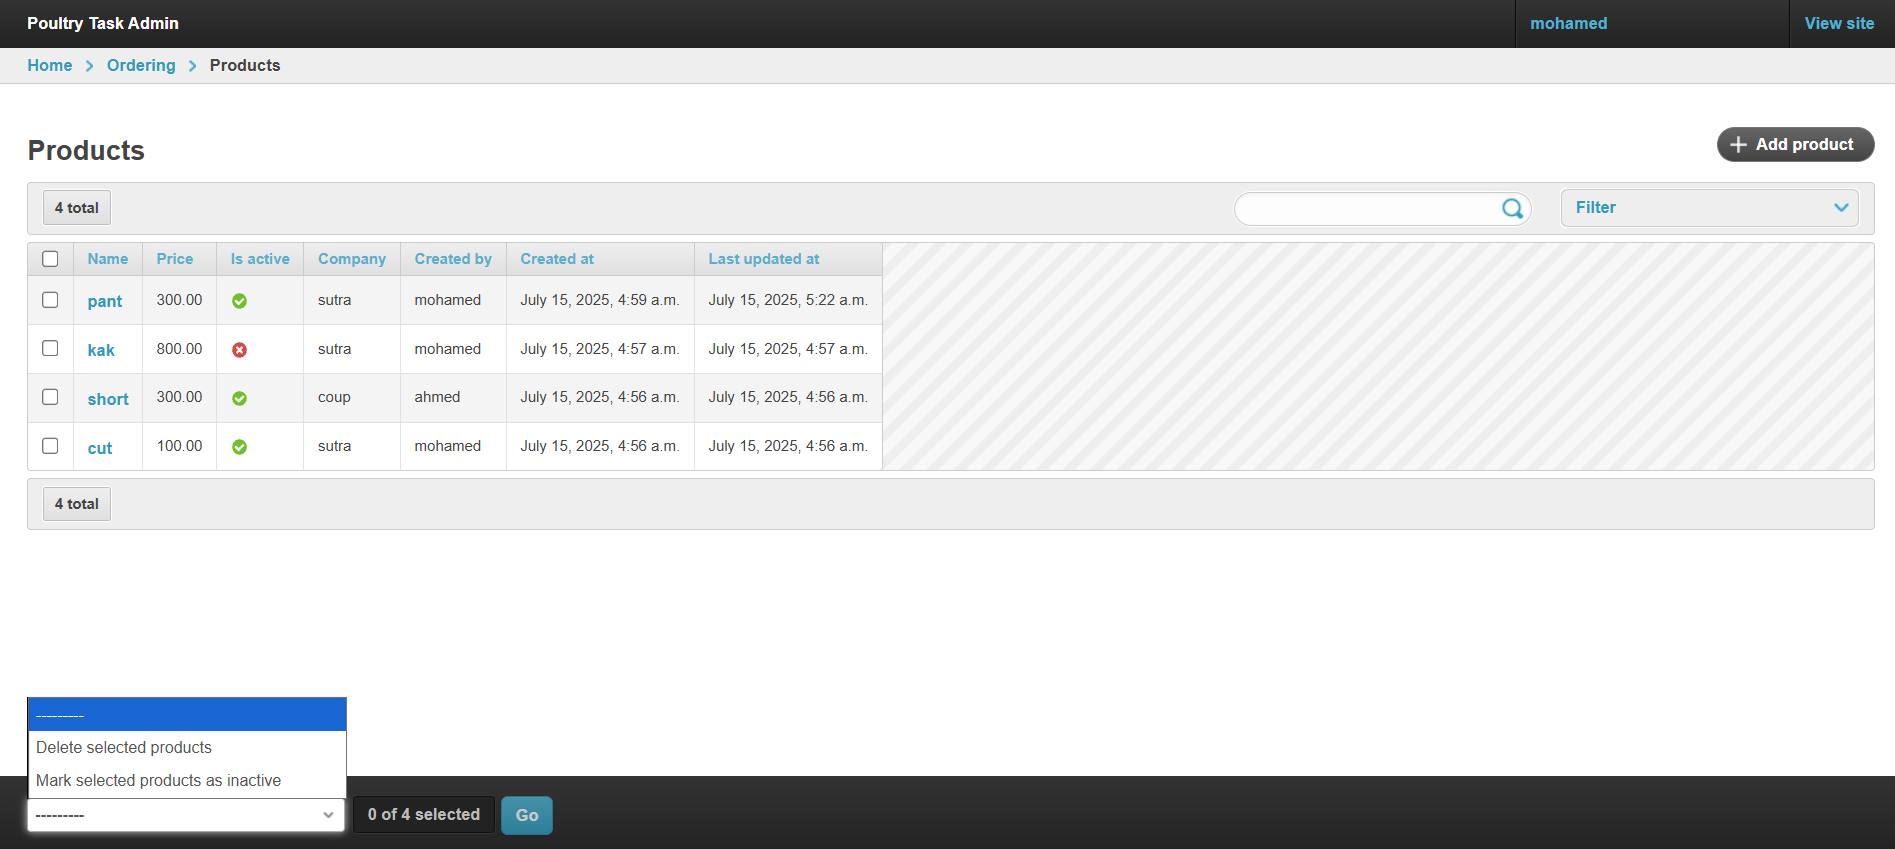 Poultry Task Admin mohamed View site
Home Ordering Products
Products
Add product
4 total Filter
Name Price Is active Company Created by Created at Last updated at
pant 300.00 sutra mohamed July 15, 2025, 4:59 a.m. July 15, 2025, 5:22 a.m.
kak 800.00 sutra mohamed July 15, 2025, 4:57 a.m. July 15, 2025, 4:57 a.m.
short 300.00 coup ahmed July 15, 2025, 4:56 a.m. July 15, 2025, 4:56 a.m.
cut 100.00 sutra mohamed July 15, 2025, 4:56 a.m. July 15, 2025, 4:56 a.m.
4 total
---------
Delete selected products
Mark selected products as inactive
--------- 0 of 4 selected Go